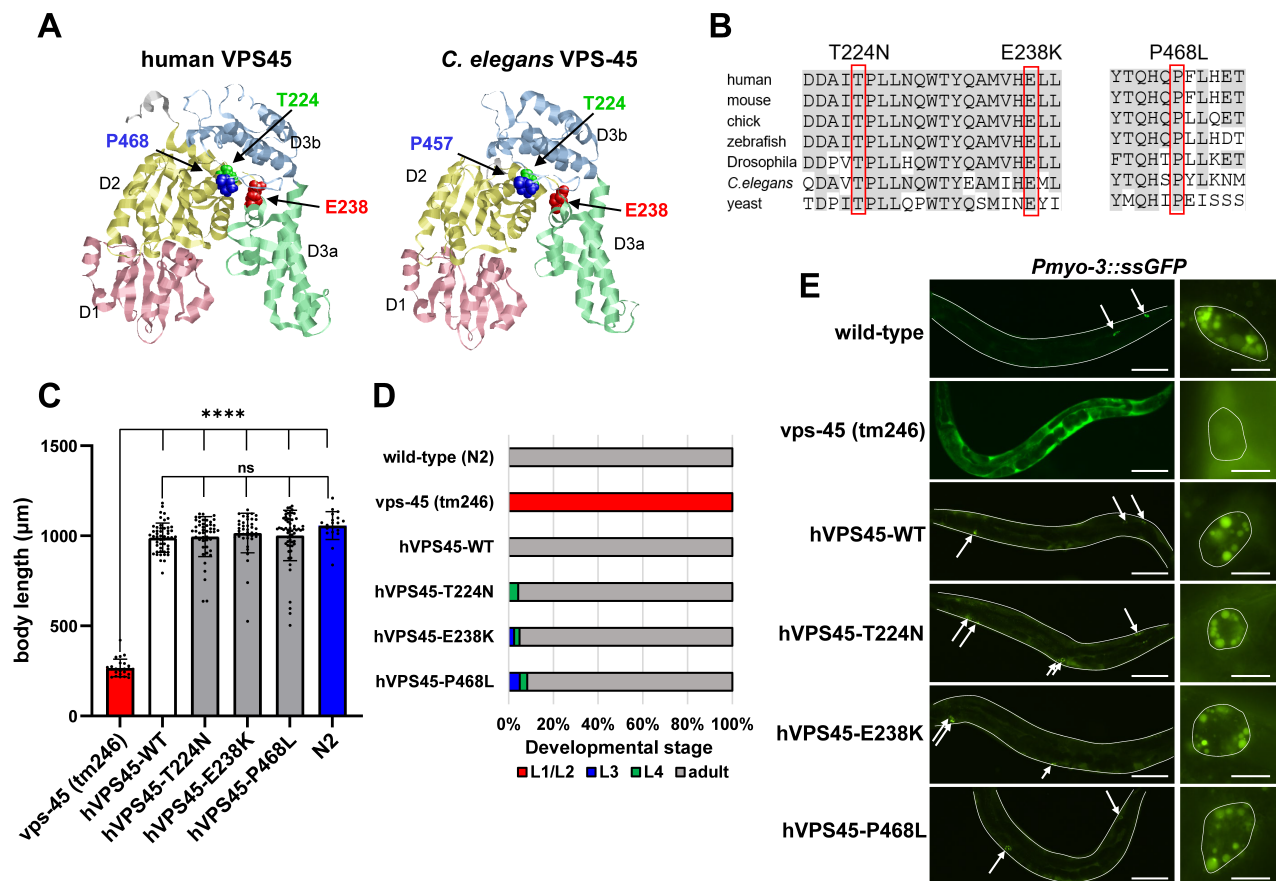 A
human VPS45
C. elegans VPS-45
T224
P468
D3b
D2
E238
D3a
D1
T224
P457
D3b
D2
E238
D3a
D1
B
T224N E238K P468L
human DDAITPLLNQWTYQAMVHELL YTQHQPFLHET
mouse DDAITPLLNQWTYQAMVHELL YTQHQPFLHET
chick DDAITPLLNQWTYQAMVHELL YTQHQPLLQET
zebrafish DDAITPLLNQWTYQAMVHELL YTQHQPLLHDT
Drosophila DDPVTPLLHQWTYQAMVHELL FTQHTPLLKET
C.elegans QDAVTPLLNQWTYEAMIHEML YTQHSPYLKNM
yeast TDPITPLLQPWTYQSMINEYI YMQHIPEISSS
C
****
ns
body length (μm)
1500
1000
500
0
vps-45 (tm246)
hVPS45-WT
hVPS45-T224N
hVPS45-E238K
hVPS45-P468L
N2
D
wild-type (N2)
vps-45 (tm246)
hVPS45-WT
hVPS45-T224N
hVPS45-E238K
hVPS45-P468L
0% 20% 40% 60% 80% 100%
Developmental stage
L1/L2 L3 L4 adult
E
Pmyo-3::ssGFP
wild-type
vps-45 (tm246)
hVPS45-WT
hVPS45-T224N
hVPS45-E238K
hVPS45-P468L